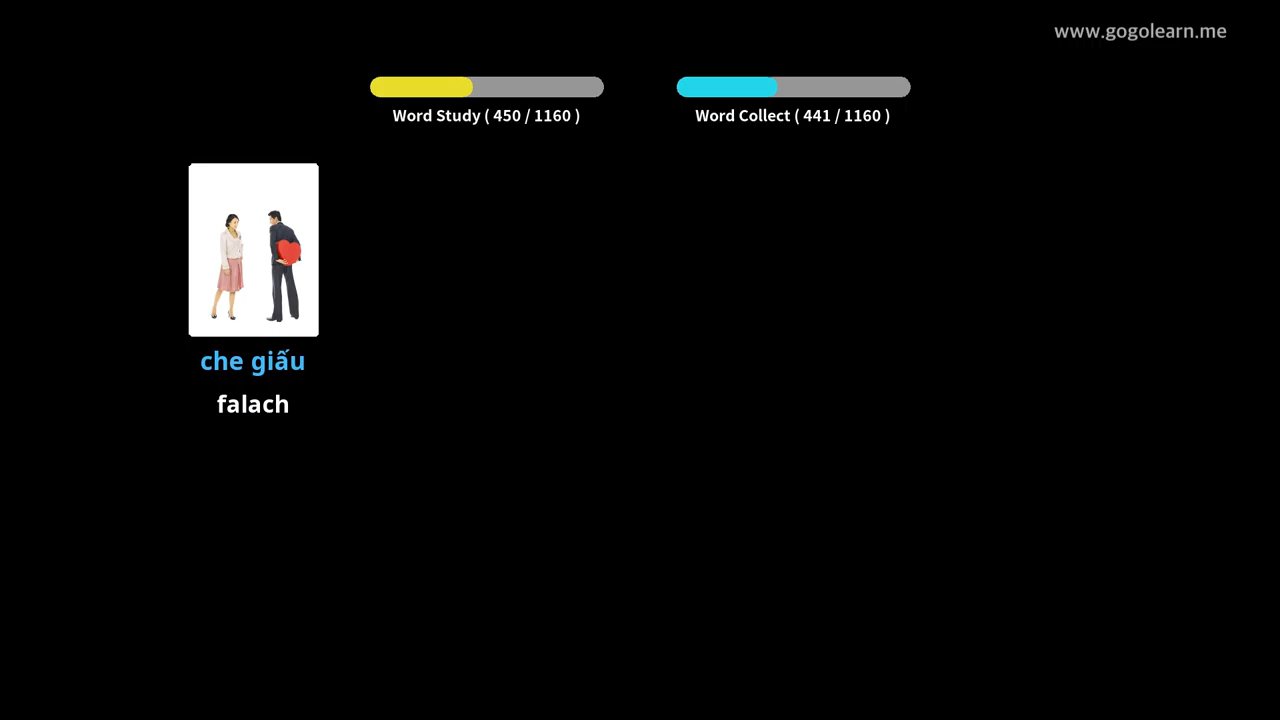 www.gogolearn.me
Word Study ( 450 / 1160 )
Word Collect ( 441 / 1160 )
che giấu
falach